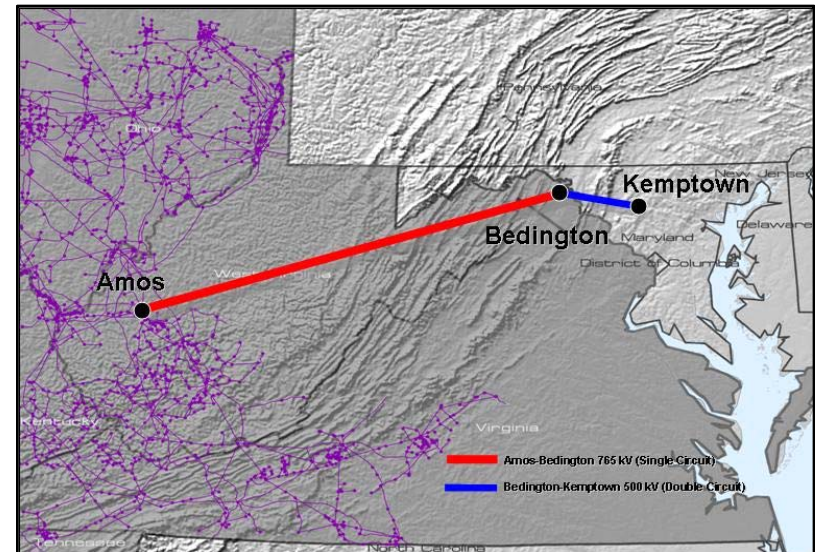 Pennsylvania
Ohio
New Jersey
Kemptown
Delaware
Bedington
Maryland
District of Columbia
Amos
West Virginia
Kentucky
Virginia
Amos-Bedington 765 kV (Single Circuit)
Bedington-Kemptown 500 kV (Double Circuit)
Tennessee
North Carolina